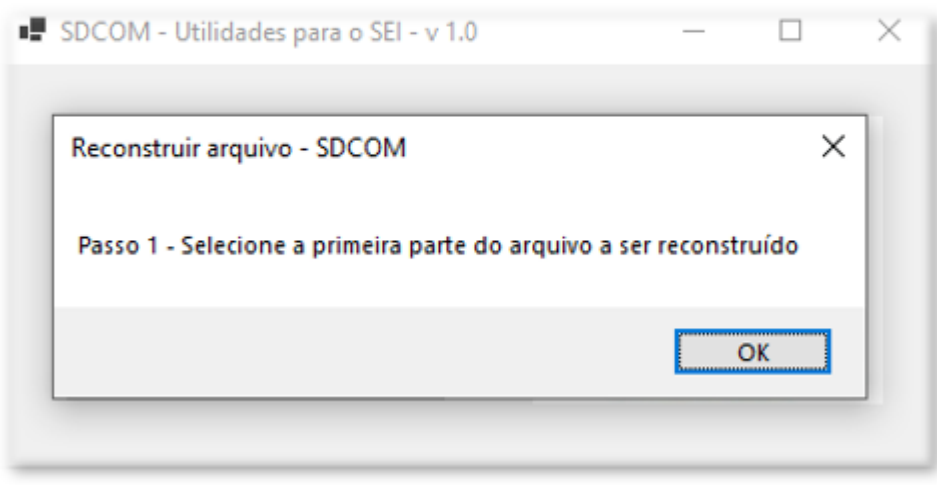 SDCOM - Utilidades para o SEI - v 1.0
Reconstruir arquivo - SDCOM
Passo 1 - Selecione a primeira parte do arquivo a ser reconstruído
OK